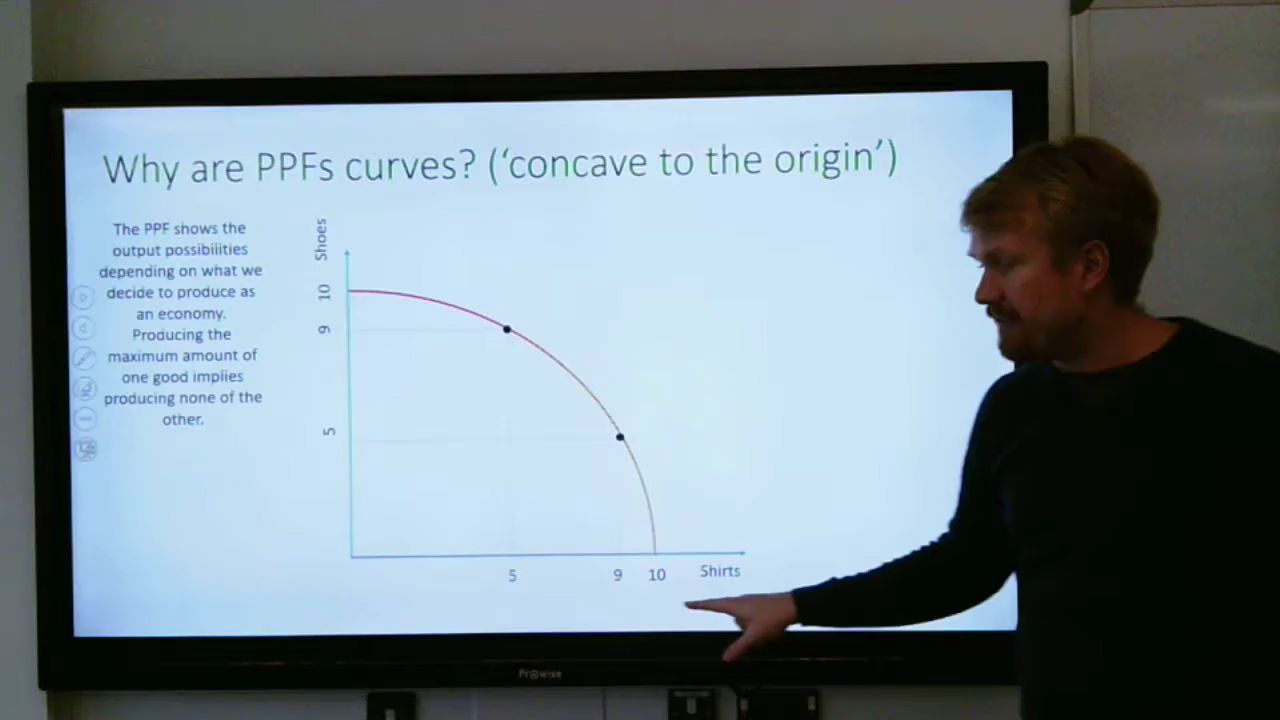 Why are PPFs curves? (‘concave to the origin’)
The PPF shows the
output possibilities
depending on what we
decide to produce as
an economy.
Producing the
maximum amount of
one good implies
producing none of the
other.
Shoes
10
9
5
5
9
10
Shirts
Prowise